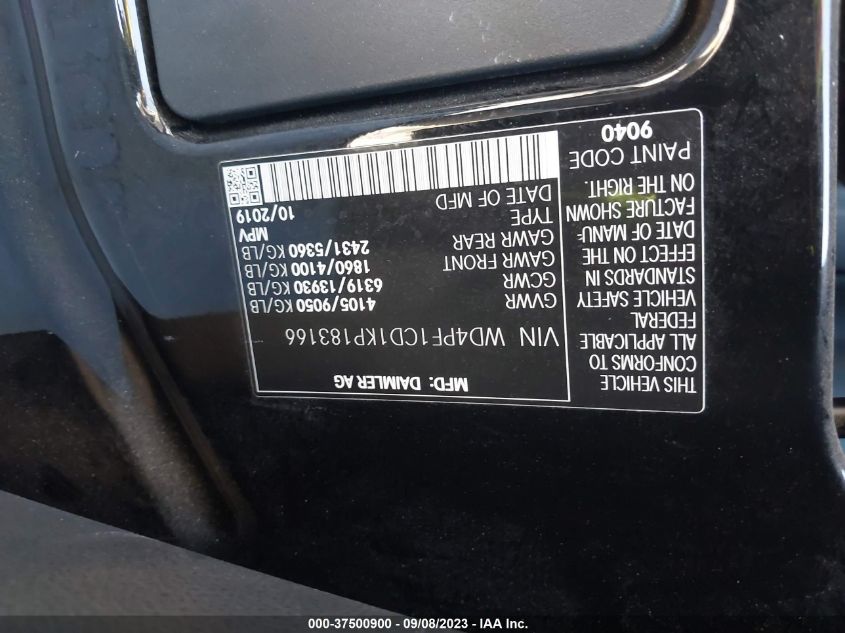 MFD: DAIMLER AG
VIN WD4PF1CD1KP183166
GVWR 4105/9050 KG/LB
GCWR 6319/13930 KG/LB
GAWR FRONT 1860/4100 KG/LB
GAWR REAR 2431/5360 KG/LB
TYPE MPV
DATE OF MFD 10/2019
THIS VEHICLE
CONFORMS TO
ALL APPLICABLE
FEDERAL
VEHICLE SAFETY
STANDARDS IN
EFFECT ON THE
DATE OF MANU-
FACTURE SHOWN
ON THE RIGHT.
PAINT CODE
9040
000-37500900 - 09/08/2023 - IAA Inc.